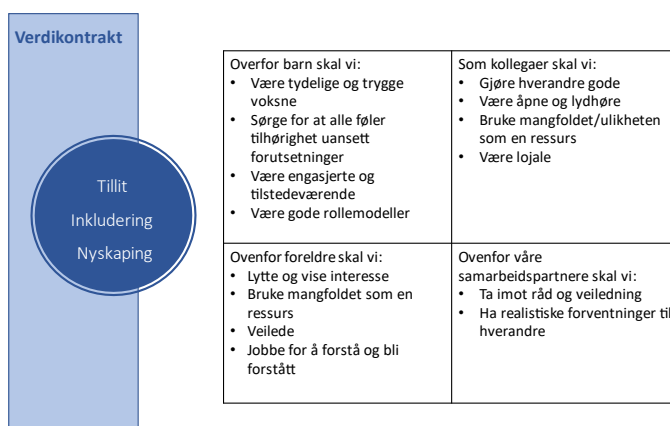 Verdikontrakt
Tillit
Inkludering
Nyskaping
Overfor barn skal vi:
• Være tydelige og trygge
voksne
• Sørge for at alle føler
tilhørighet uansett
forutsetninger
• Være engasjerte og
tilstedeværende
• Være gode rollemodeller
Som kollegaer skal vi:
• Gjøre hverandre gode
• Være åpne og lydhøre
• Bruke mangfoldet/ulikheten
som en ressurs
• Være lojale
Ovenfor foreldre skal vi:
• Lytte og vise interesse
• Bruke mangfoldet som en
ressurs
• Veilede
• Jobbe for å forstå og bli
forstått
Ovenfor våre
samarbeidspartnere skal vi:
• Ta imot råd og veiledning
• Ha realistiske forventninger til
hverandre